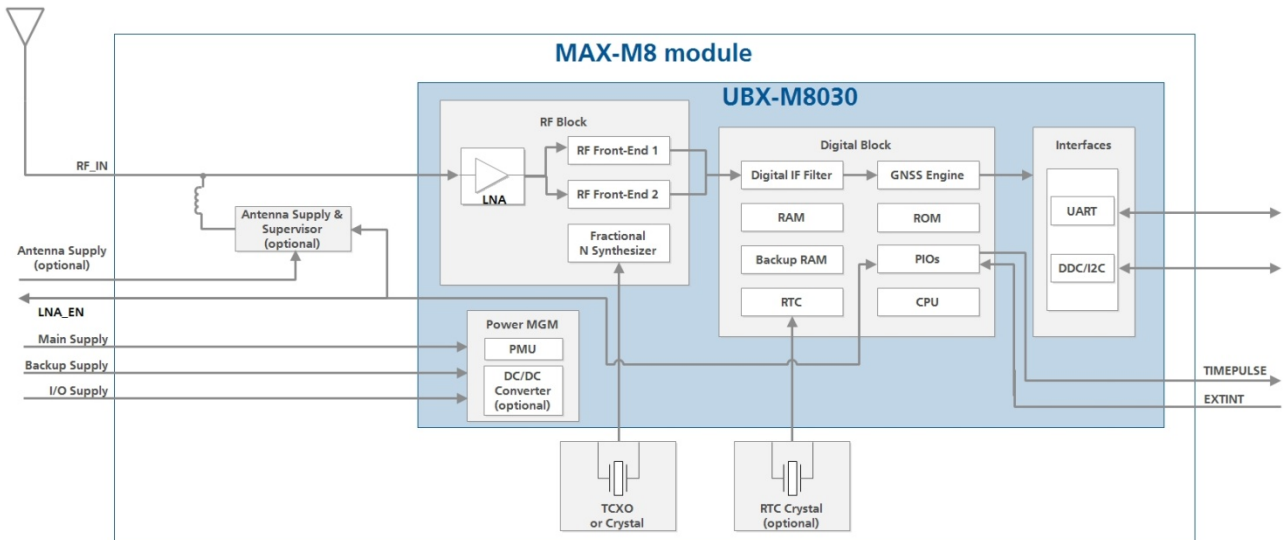 MAX-M8 module
UBX-M8030
RF Block
RF_IN
LNA
RF Front-End 1
RF Front-End 2
Fractional
N Synthesizer
Digital Block
Digital IF Filter
GNSS Engine
RAM
ROM
Backup RAM
PIOs
RTC
CPU
Interfaces
UART
DDC/I2C
Antenna Supply &
Supervisor
(optional)
Antenna Supply
(optional)
LNA_EN
Main Supply
Backup Supply
I/O Supply
Power MGM
PMU
DC/DC
Converter
(optional)
TIMEPULSE
EXTINT
TCXO
or Crystal
RTC Crystal
(optional)